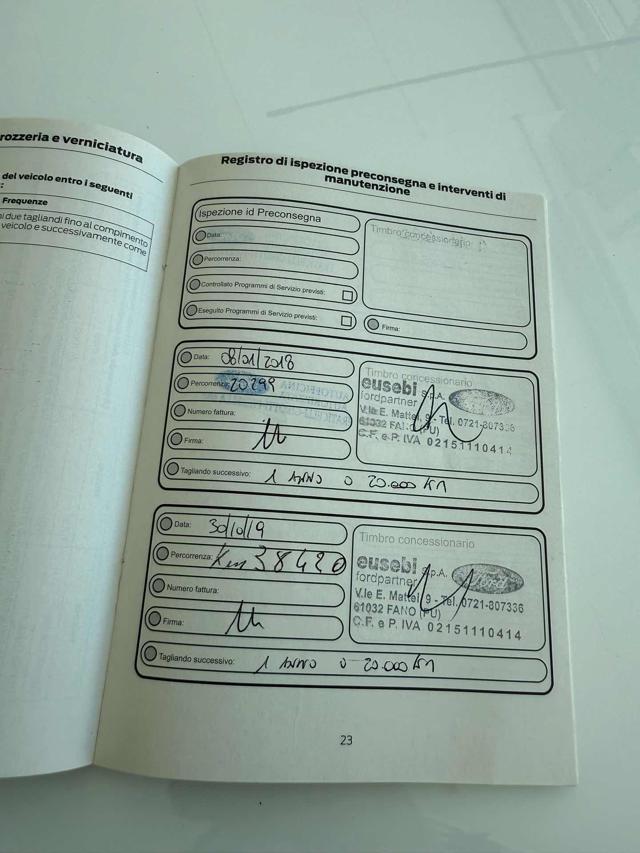 rozzeria e verniciatura
del veicolo entro i seguenti
:
Frequenze
i due tagliandi fino al compimento
veicolo e successivamente come
Registro di ispezione preconsegna e interventi di
manutenzione
Ispezione id Preconsegna
Data:
Percorrenza:
Controllato Programmi di Servizio previsti:
Eseguito Programmi di Servizio previsti:
Timbro concessionario
Firma:
Data: 08/01/2018
Percorrenza: 20299
Numero fattura:
Firma:
Timbro concessionario
eusebi S.p.A.
fordpartner
V.le E. Mattei, 9 - Tel. 0721-807336
61032 FANO (PU)
C.F. e P. IVA 02151110414
Tagliando successivo: 1 ANNO O 20.000 KM
Data: 30/10/19
Percorrenza: Km 38420
Numero fattura:
Firma:
Timbro concessionario
eusebi S.p.A.
fordpartner
V.le E. Mattei, 9 - Tel. 0721-807336
61032 FANO (PU)
C.F. e P. IVA 02151110414
Tagliando successivo: 1 ANNO O 20.000 KM
23